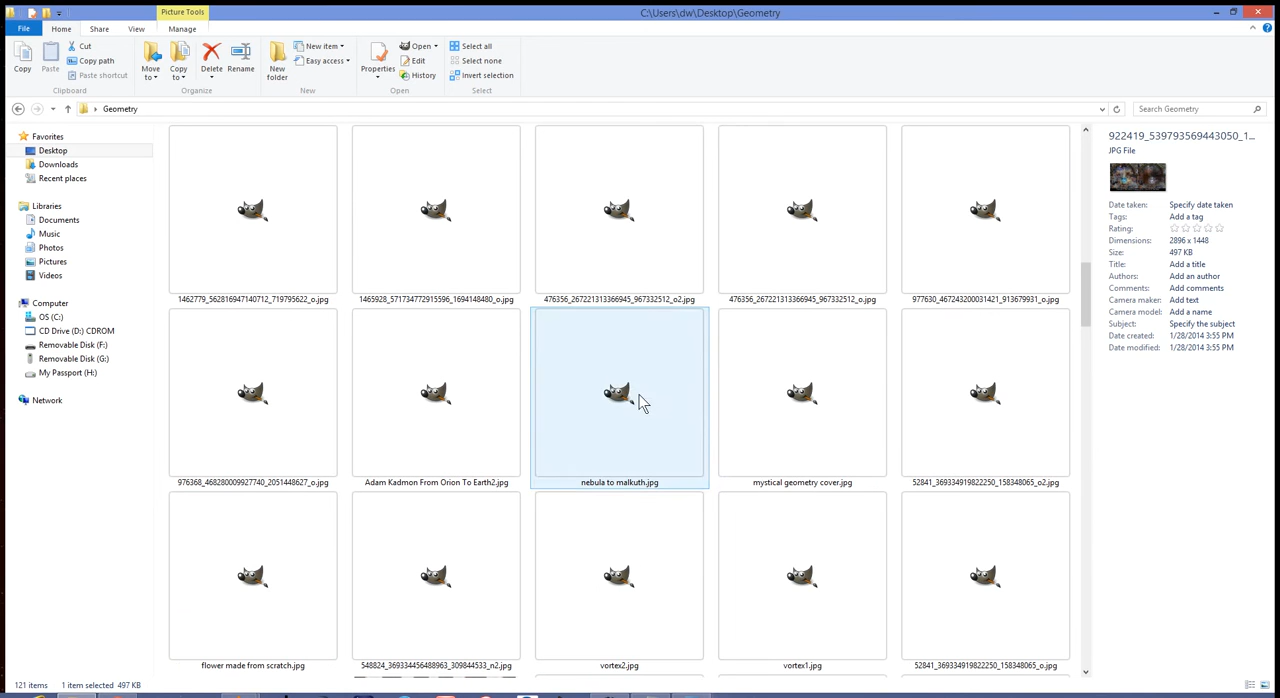 Picture Tools
C:\Users\dw\Desktop\Geometry
File Home Share View Manage
Copy
Paste
Cut
Copy path
Paste shortcut
Clipboard
Move to
Copy to
Delete
Rename
Organize
New folder
New item
Easy access
New
Properties
Open
Edit
History
Open
Select all
Select none
Invert selection
Select
Geometry
Search Geometry
Favorites
Desktop
Downloads
Recent places
Libraries
Documents
Music
Photos
Pictures
Videos
Computer
OS (C:)
CD Drive (D:) CDROM
Removable Disk (F:)
Removable Disk (G:)
My Passport (H:)
Network
1462779_562816947140712_719795622_o.jpg
1465928_571734772915596_1694148480_o.jpg
476356_267221313366945_967332512_o2.jpg
476356_267221313366945_967332512_o.jpg
977630_467243200031421_913679931_o.jpg
976368_468280009927740_2051448627_o.jpg
Adam Kadmon From Orion To Earth2.jpg
nebula to malkuth.jpg
mystical geometry cover.jpg
52841_369334919822250_158348065_o2.jpg
flower made from scratch.jpg
548824_369334456488963_309844533_n2.jpg
vortex2.jpg
vortex1.jpg
52841_369334919822250_158348065_o.jpg
922419_539793569443050_1...
JPG File
Date taken: Specify date taken
Tags: Add a tag
Rating:
Dimensions: 2896 x 1448
Size: 497 KB
Title: Add a title
Authors: Add an author
Comments: Add comments
Camera maker: Add text
Camera model: Add a name
Subject: Specify the subject
Date created: 1/28/2014 3:55 PM
Date modified: 1/28/2014 3:55 PM
121 items 1 item selected 497 KB